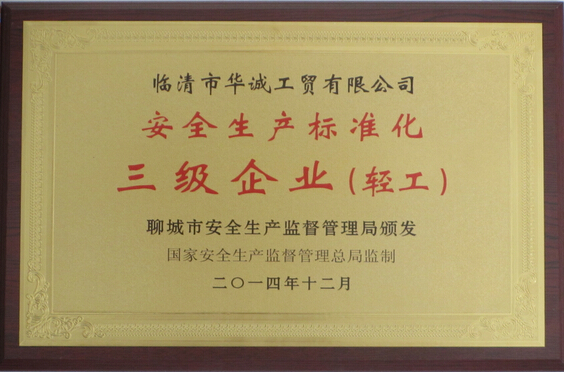 临清市华诚工贸有限公司
安全生产标准化
三级企业(轻工)
聊城市安全生产监督管理局颁发
国家安全生产监督管理总局监制
二〇一四年十二月